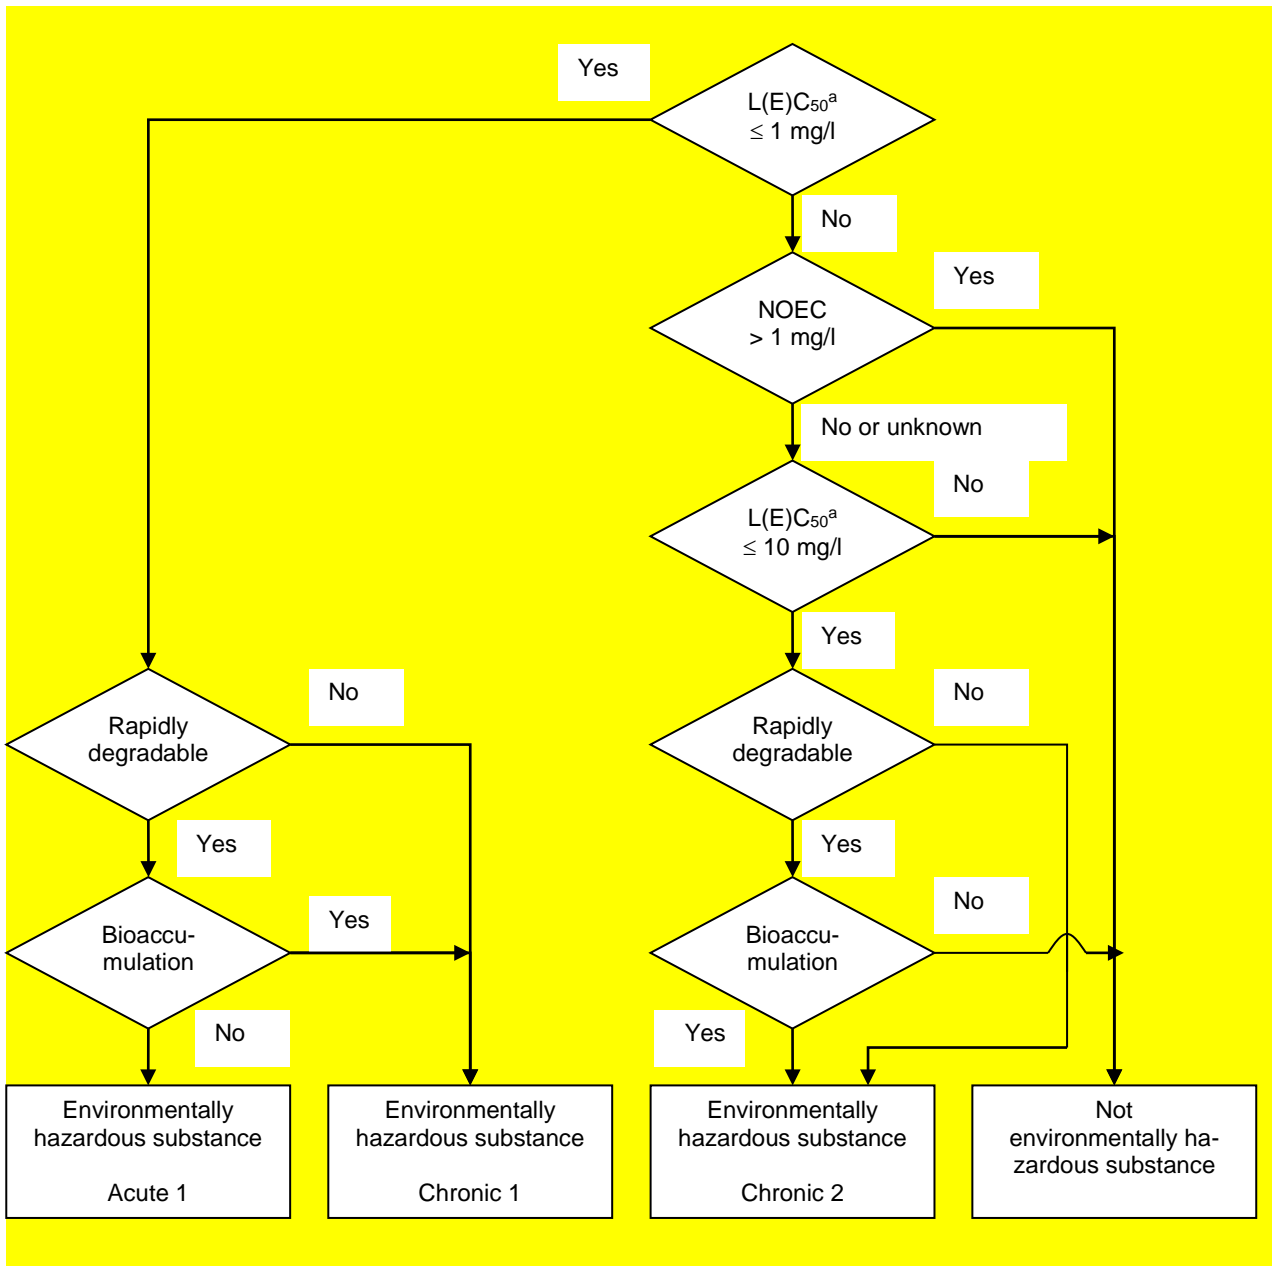 Yes
L(E)C₅₀ᵃ
≤ 1 mg/l
No
Yes
NOEC
> 1 mg/l
No or unknown
No
L(E)C₅₀ᵃ
≤ 10 mg/l
Yes
No
No
Rapidly
degradable
Rapidly
degradable
Yes
Yes
Yes
No
Bioaccu-
mulation
Bioaccu-
mulation
No
Yes
Environmentally
hazardous substance
Acute 1
Environmentally
hazardous substance
Chronic 1
Environmentally
hazardous substance
Chronic 2
Not
environmentally ha-
zardous substance